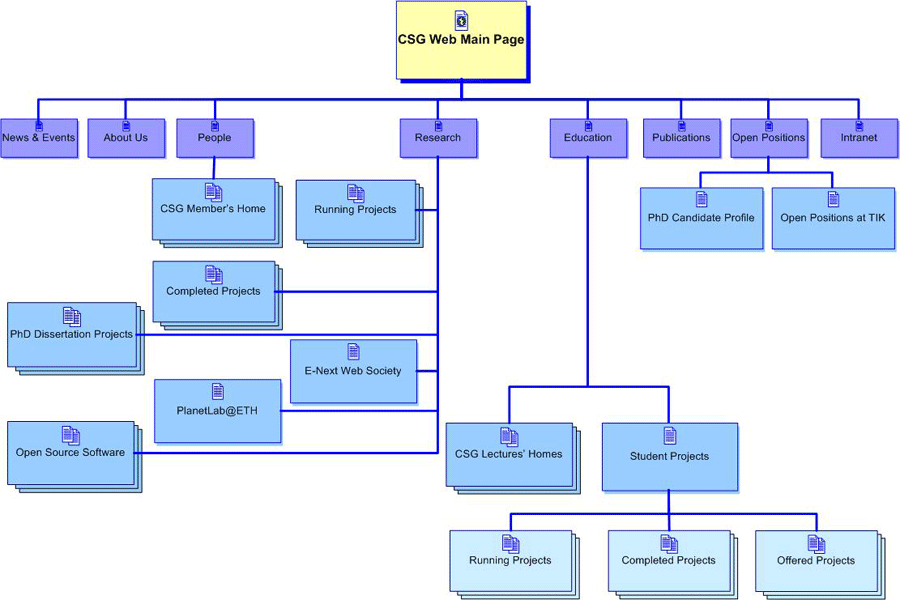 CSG Web Main Page
News & Events
About Us
People
Research
Education
Publications
Open Positions
Intranet
CSG Member's Home
Running Projects
PhD Candidate Profile
Open Positions at TIK
Completed Projects
PhD Dissertation Projects
E-Next Web Society
PlanetLab@ETH
Open Source Software
CSG Lectures' Homes
Student Projects
Running Projects
Completed Projects
Offered Projects